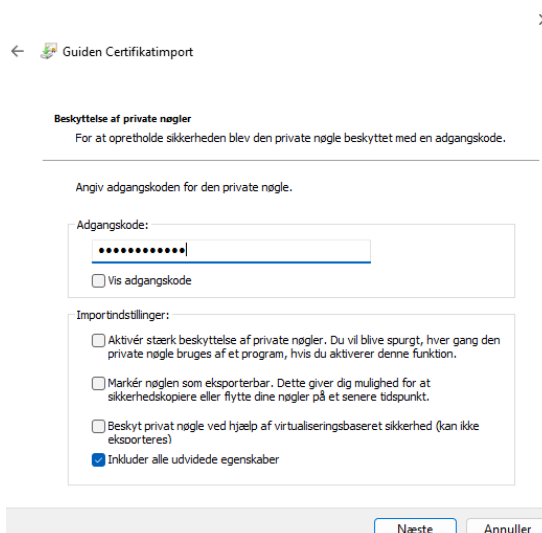 Guiden Certifikatimport
Beskyttelse af private nøgler
For at opretholde sikkerheden blev den private nøgle beskyttet med en adgangskode.
Angiv adgangskoden for den private nøgle.
Adgangskode:
••••••••••••
Vis adgangskode
Importindstillinger:
Aktivér stærk beskyttelse af private nøgler. Du vil blive spurgt, hver gang den
private nøgle bruges af et program, hvis du aktiverer denne funktion.
Markér nøglen som eksporterbar. Dette giver dig mulighed for at
sikkerhedskopiere eller flytte dine nøgler på et senere tidspunkt.
Beskyt privat nøgle ved hjælp af virtualiseringsbaseret sikkerhed (kan ikke
eksporteres)
Inkluder alle udvidede egenskaber
Næste
Annuller